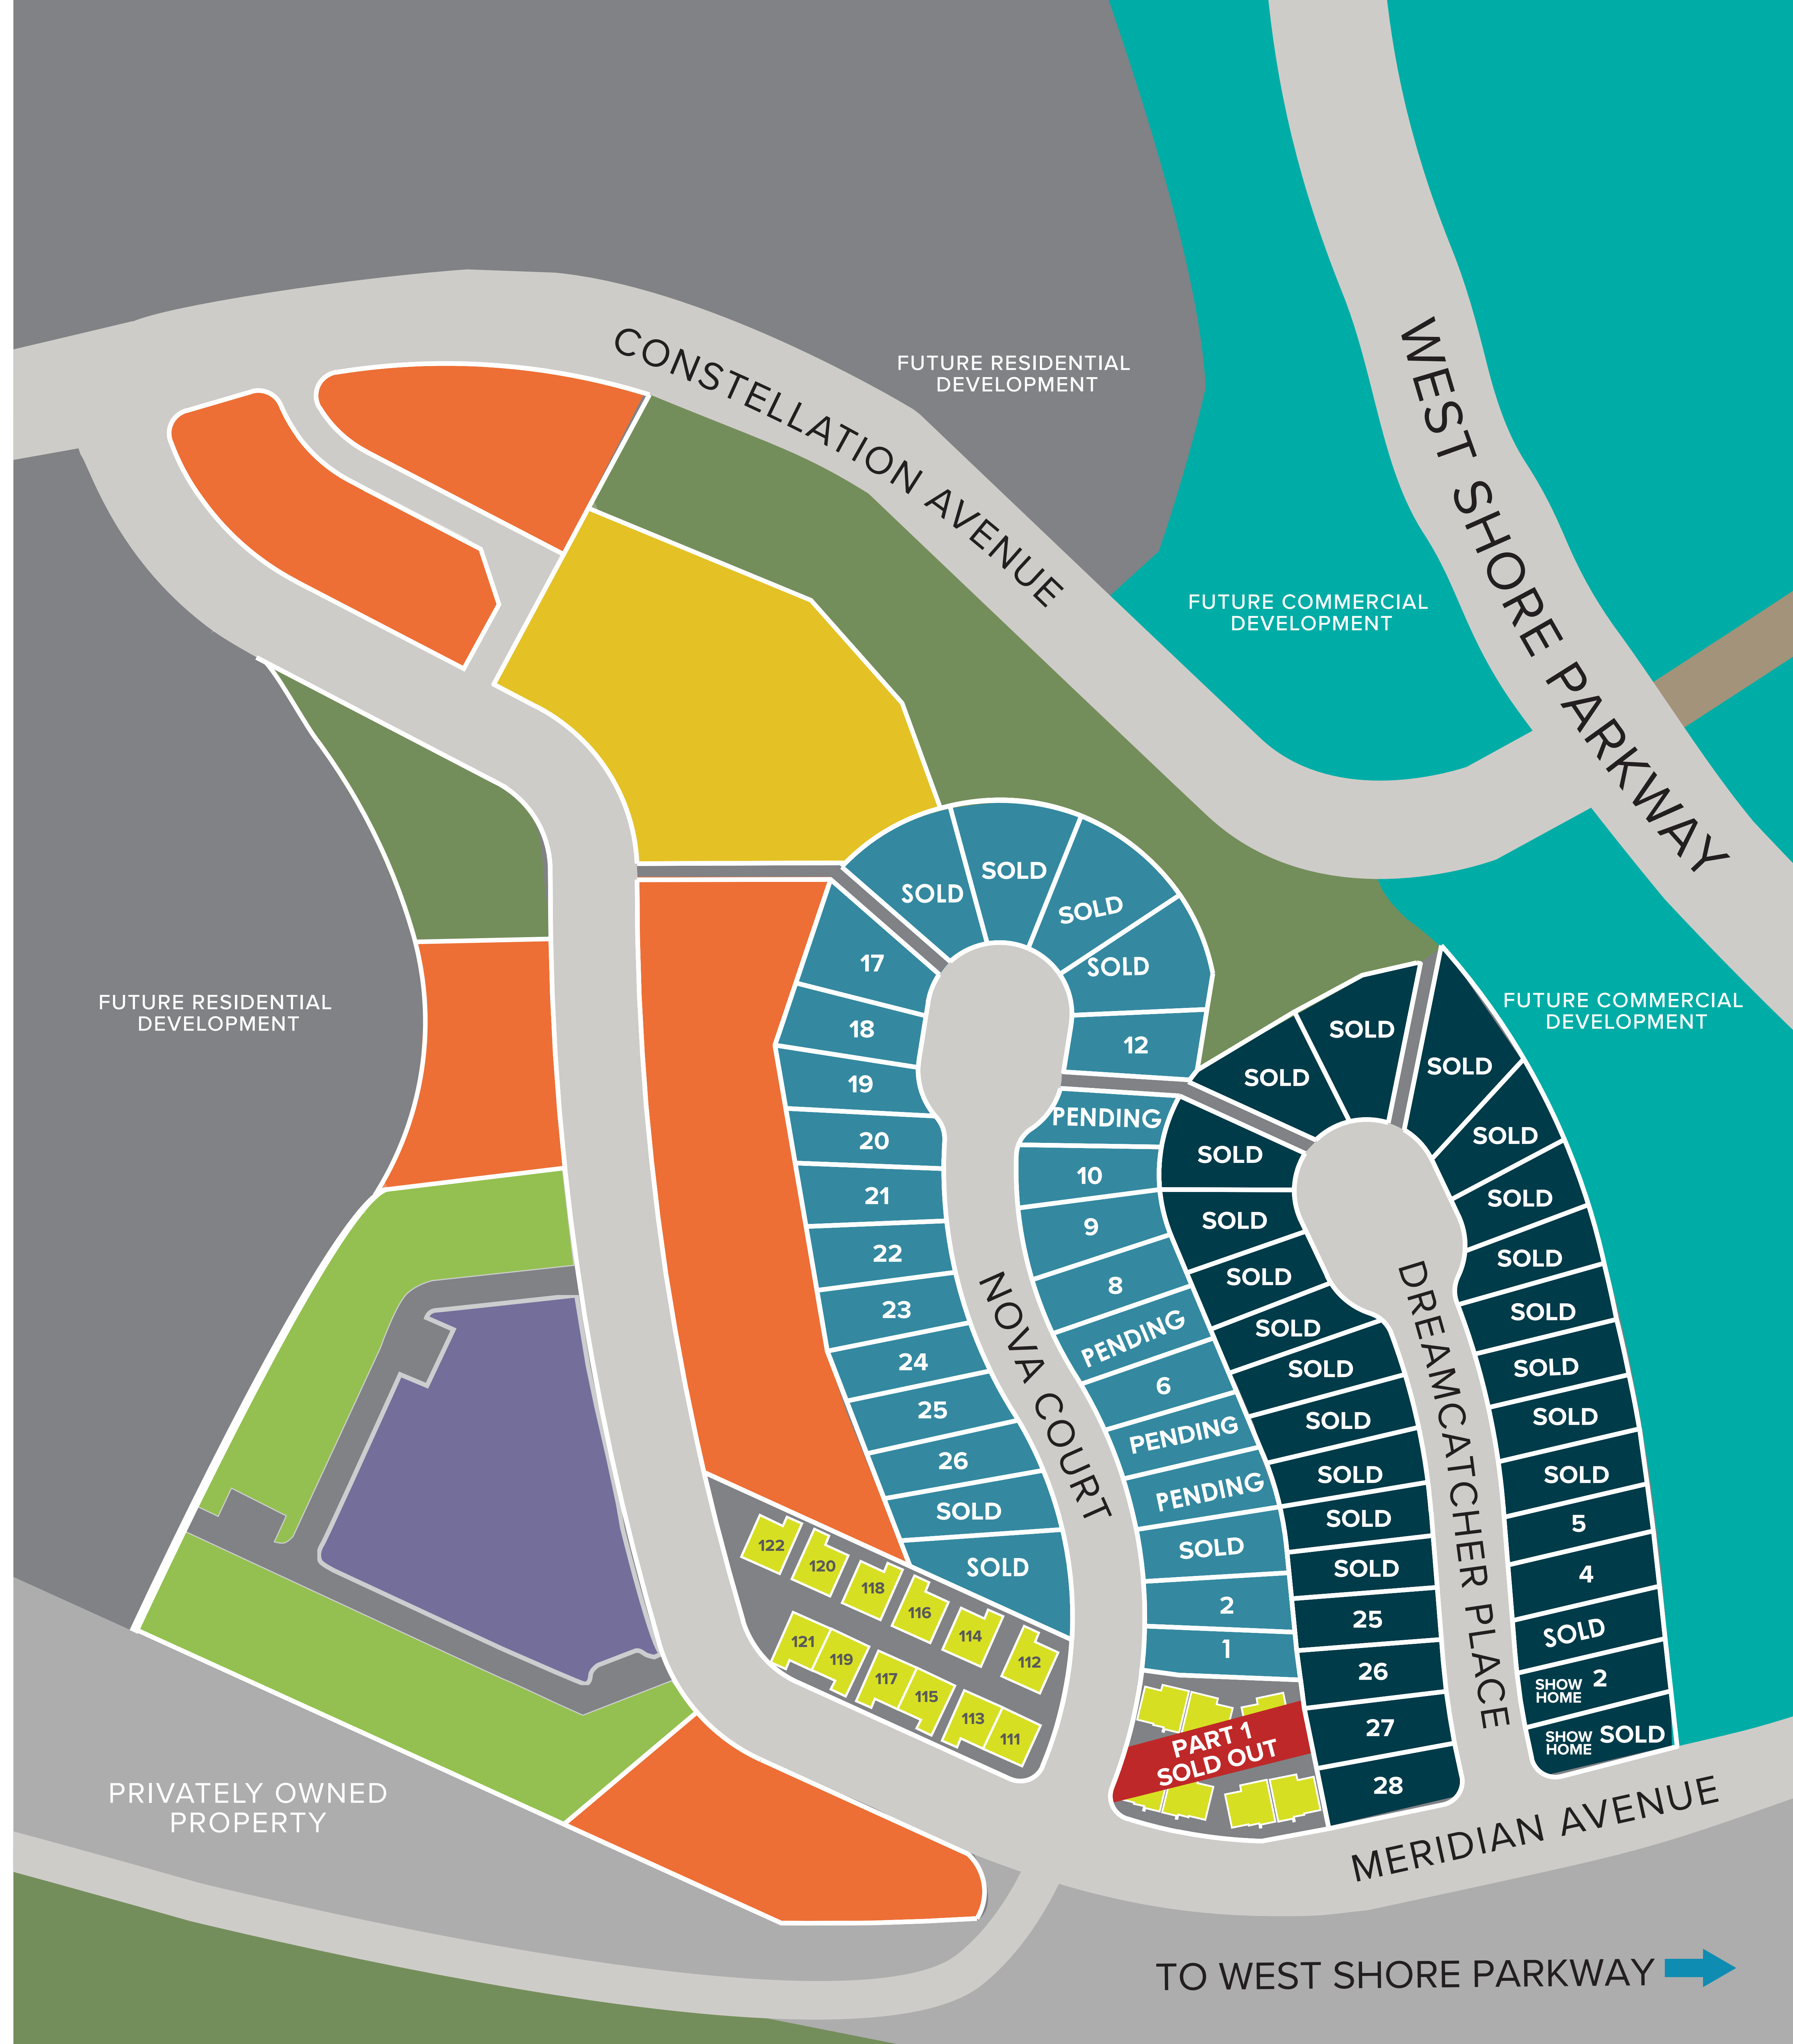 CONSTELLATION AVENUE
FUTURE RESIDENTIAL
DEVELOPMENT
WEST SHORE PARKWAY
FUTURE COMMERCIAL
DEVELOPMENT
FUTURE RESIDENTIAL
DEVELOPMENT
FUTURE COMMERCIAL
DEVELOPMENT
SOLD
SOLD
SOLD
SOLD
12
PENDING
10
9
8
PENDING
6
PENDING
PENDING
SOLD
2
1
17
18
19
20
21
22
23
24
25
26
SOLD
SOLD
NOVA COURT
SOLD
SOLD
SOLD
SOLD
SOLD
SOLD
SOLD
SOLD
SOLD
SOLD
SOLD
25
26
27
28
DREAMCATCHER PLACE
SOLD
SOLD
SOLD
SOLD
SOLD
SOLD
SOLD
SOLD
5
4
SOLD
SHOW
HOME
2
SHOW
HOME
SOLD
122
120
118
116
114
112
121
119
117
115
113
111
PART 1
SOLD OUT
PRIVATELY OWNED
PROPERTY
MERIDIAN AVENUE
TO WEST SHORE PARKWAY